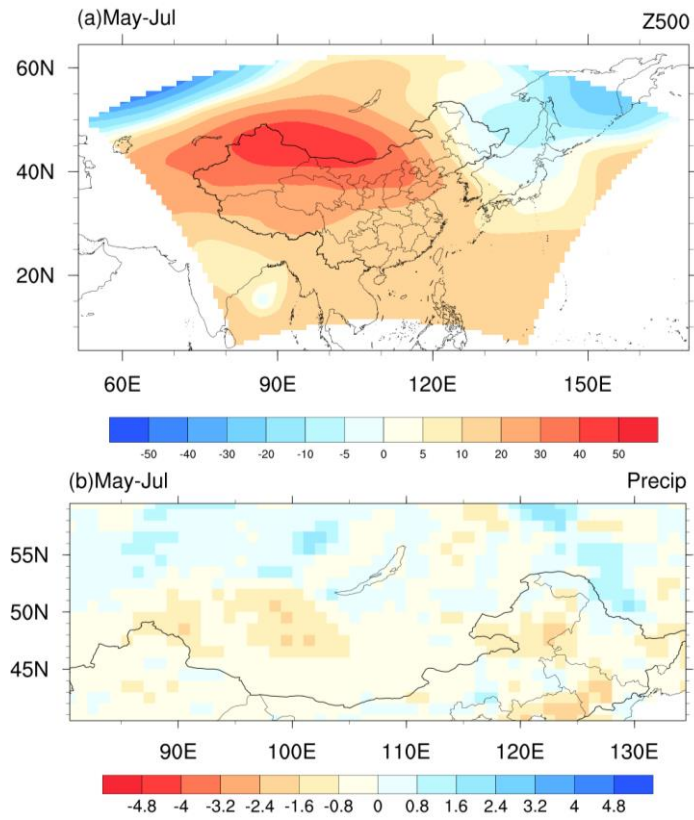 (a)May-Jul Z500
60N
40N
20N
60E 90E 120E 150E
-50 -40 -30 -20 -10 -5 0 5 10 20 30 40 50
(b)May-Jul Precip
55N
50N
45N
90E 100E 110E 120E 130E
-4.8 -4 -3.2 -2.4 -1.6 -0.8 0 0.8 1.6 2.4 3.2 4 4.8